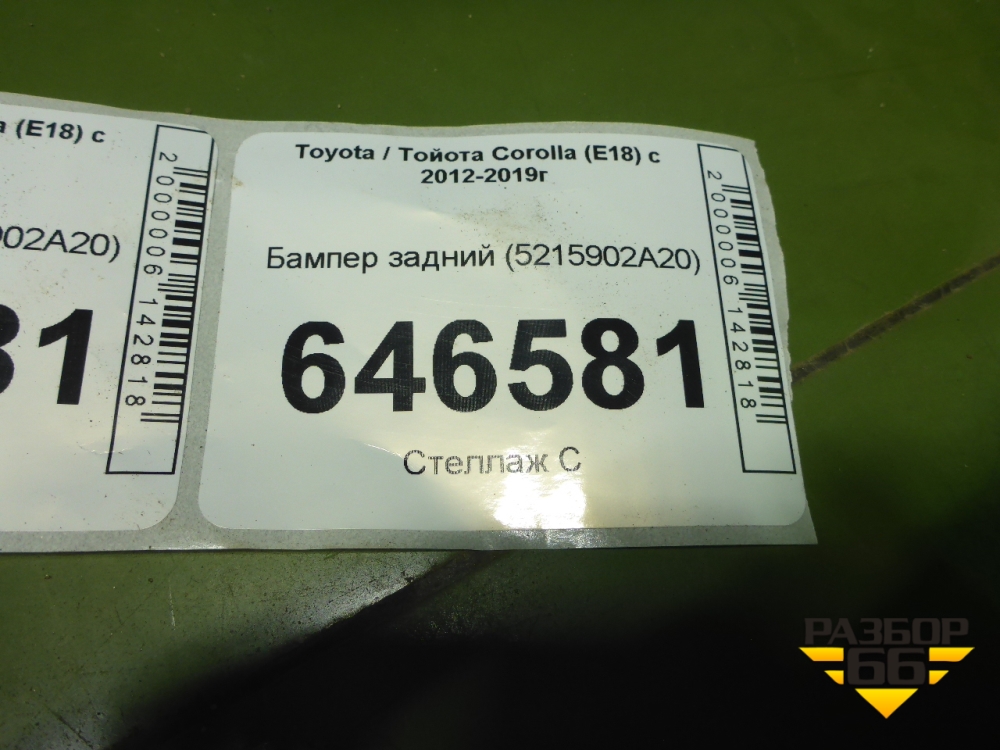 a (E18) с
902A20)
81
2000006142818
Toyota / Тойота Corolla (E18) с
2012-2019г
Бампер задний (5215902A20)
646581
Стеллаж С
2000006142818
РАЗБОР
66